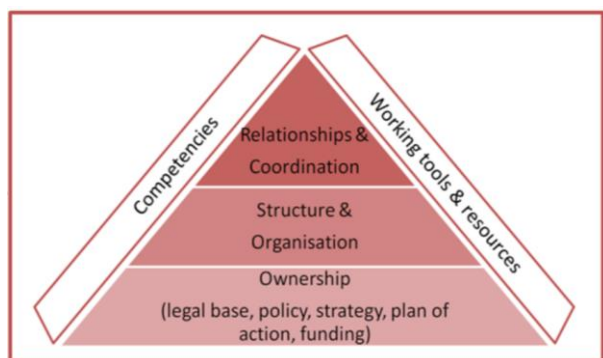 Competencies
Working tools & resources
Relationships &
Coordination
Structure &
Organisation
Ownership
(legal base, policy, strategy, plan of
action, funding)